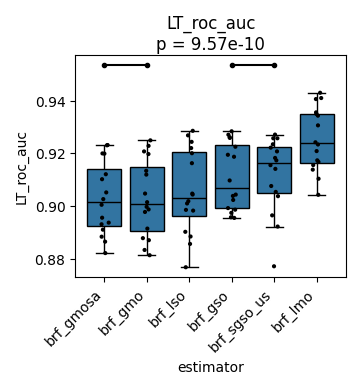 LT_roc_auc
p = 9.57e-10
LT_roc_auc
0.94
0.92
0.90
0.88
brf_gmosa
brf_gmo
brf_lso
brf_gso
brf_sgso_us
brf_lmo
estimator